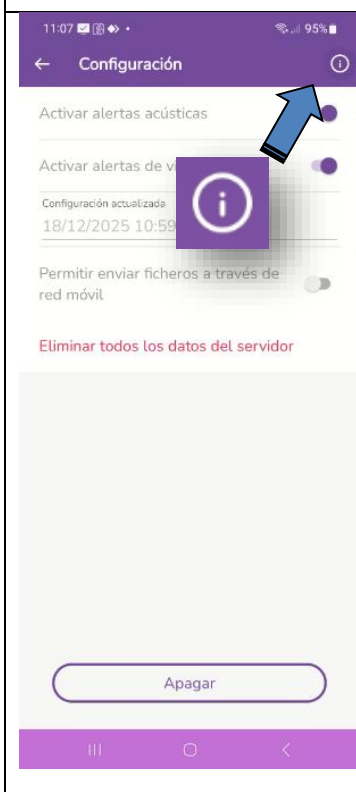 11:07
95%
Configuración
Activar alertas acústicas
Activar alertas de
Configuración actualizada
18/12/2025 10:59
Permitir enviar ficheros a través de
red móvil
Eliminar todos los datos del servidor
Apagar